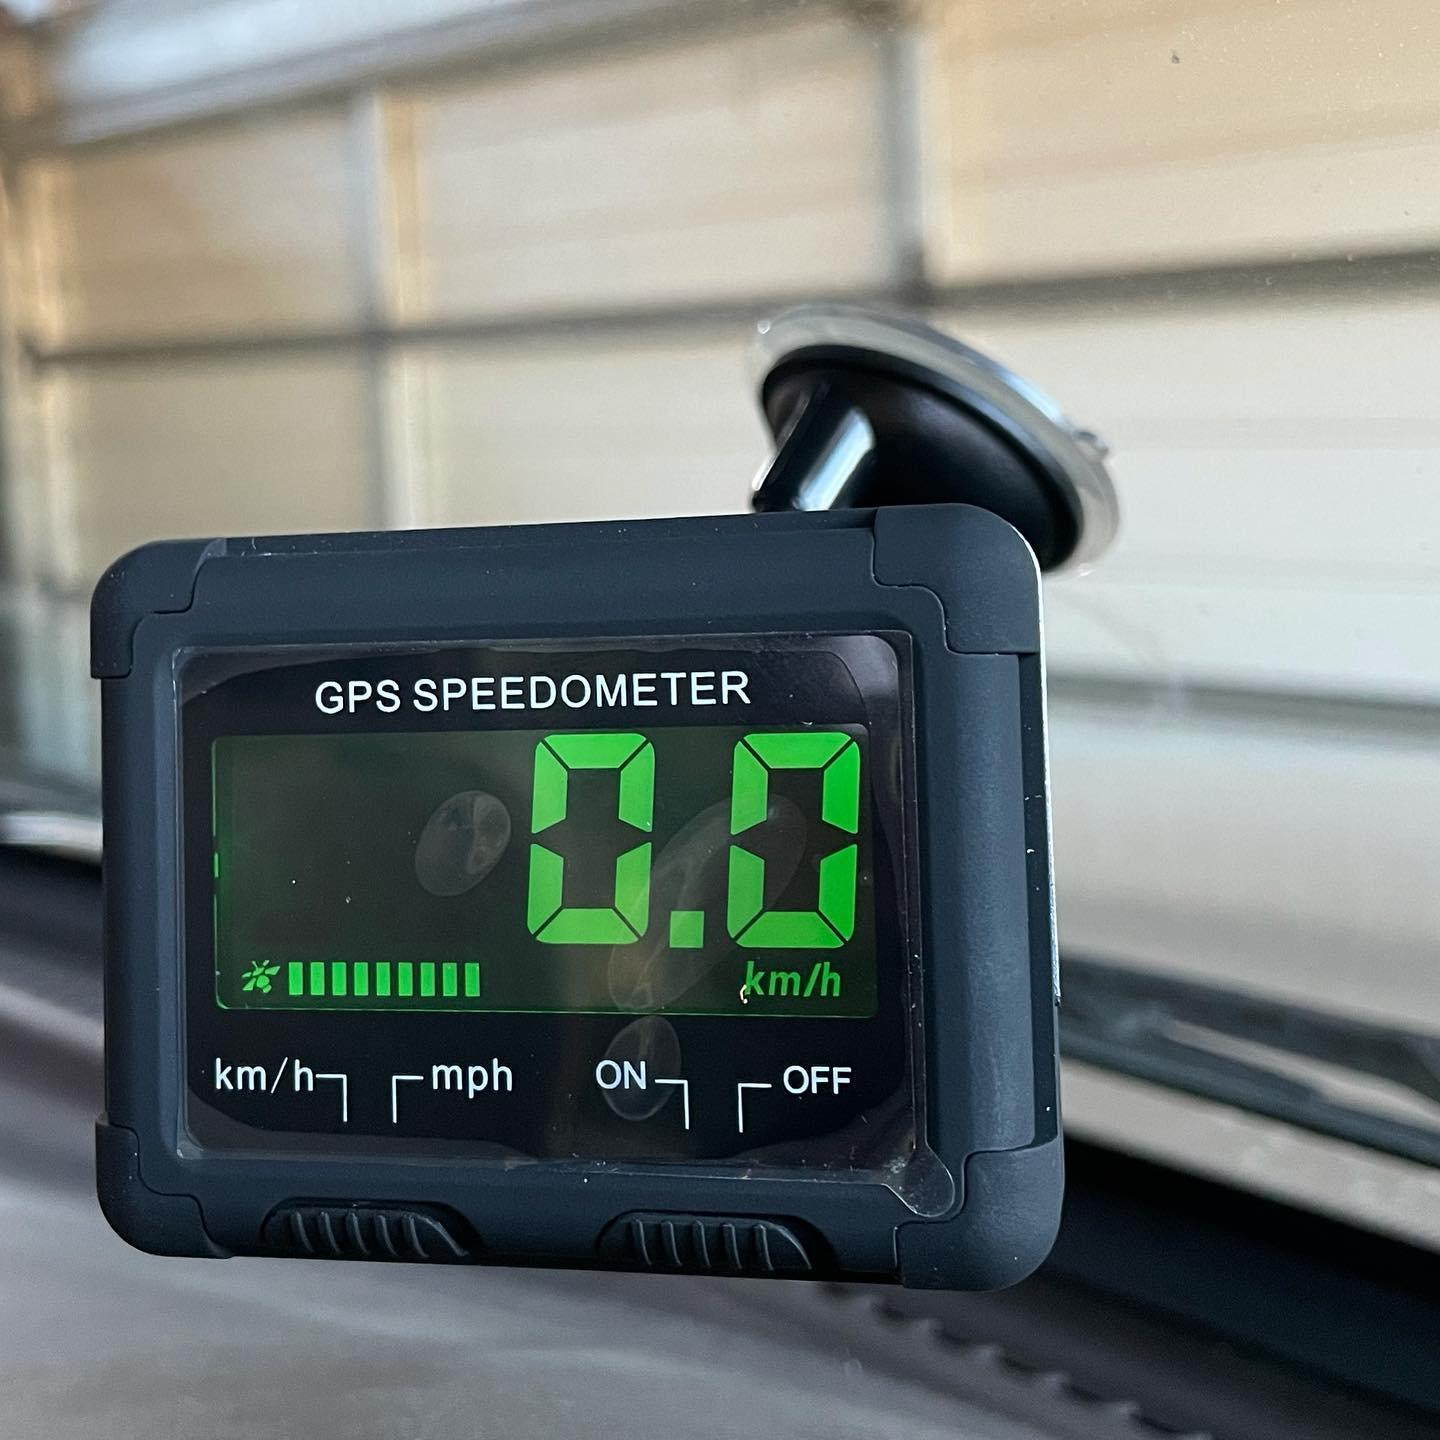 GPS SPEEDOMETER
0.0
km/h
km/h mph ON OFF